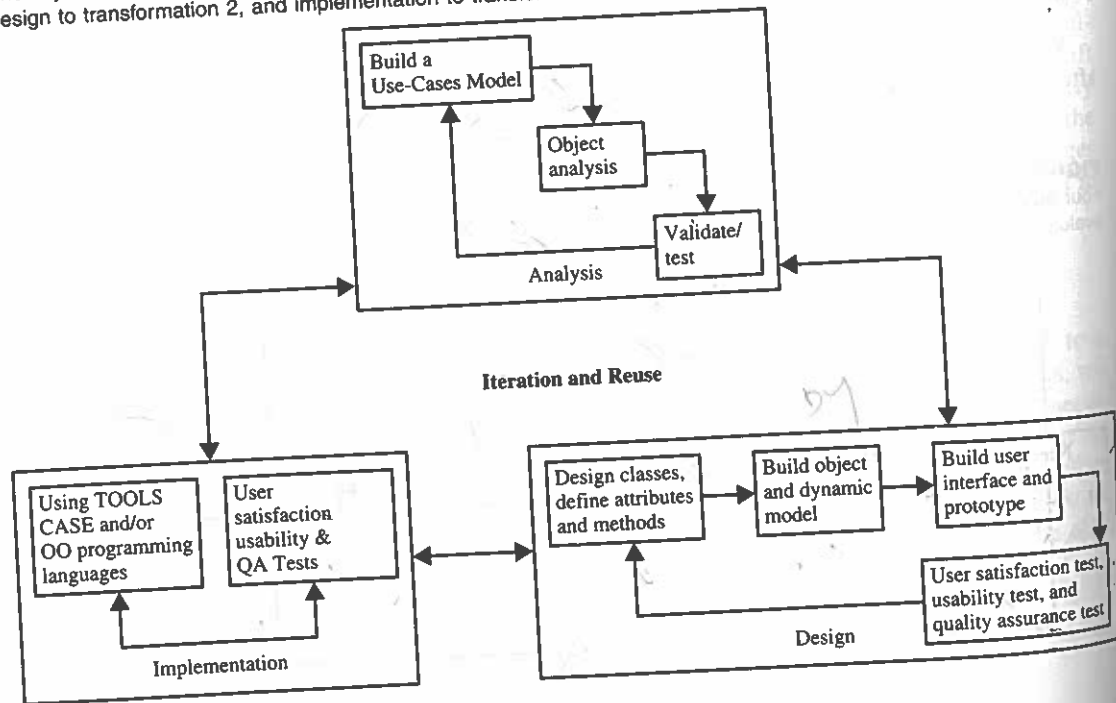 esign to transformation 2, and implementation to
Build a
Use-Cases Model
Object
analysis
Validate/
test
Analysis
Iteration and Reuse
Using TOOLS
CASE and/or
OO programming
languages
User
satisfaction
usability &
QA Tests
Implementation
Design classes,
define attributes
and methods
Build object
and dynamic
model
Build user
interface and
prototype
User satisfaction test,
usability test, and
quality assurance test
Design